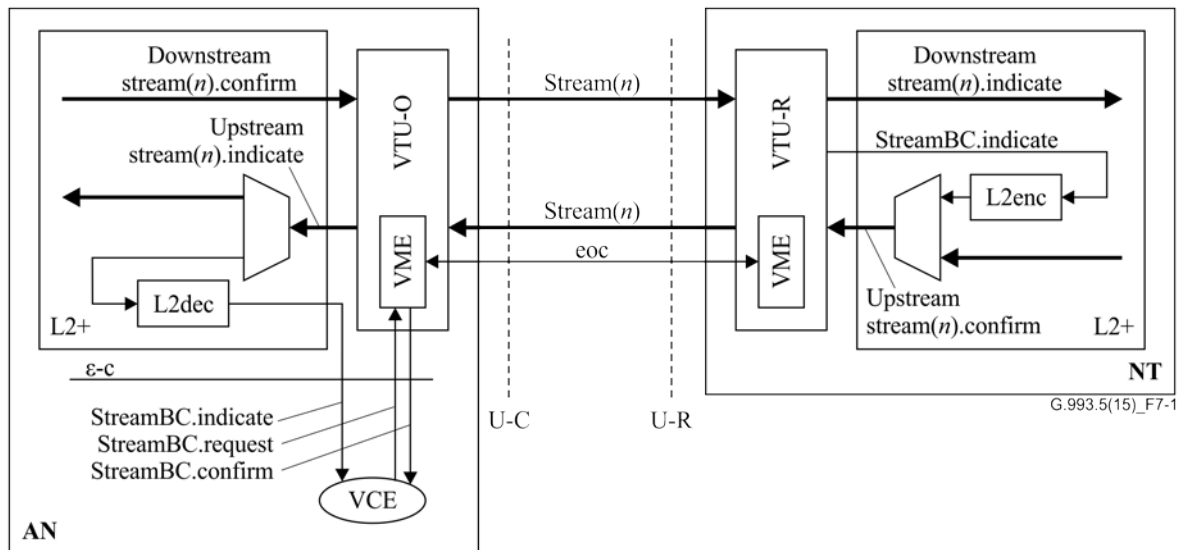 Downstream
stream(n).confirm
Upstream
stream(n).indicate
VTU-O
VME
L2dec
L2+
ε-c
StreamBC.indicate
StreamBC.request
StreamBC.confirm
VCE
AN
Stream(n)
Stream(n)
eoc
U-C
U-R
VTU-R
VME
Downstream
stream(n).indicate
StreamBC.indicate
L2enc
Upstream
stream(n).confirm
L2+
NT
G.993.5(15)_F7-1